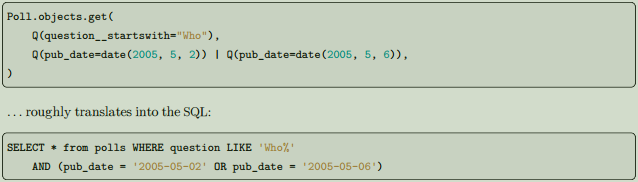 Poll.objects.get(
    Q(question__startswith="Who"),
    Q(pub_date=date(2005, 5, 2)) | Q(pub_date=date(2005, 5, 6)),
)
... roughly translates into the SQL:
SELECT * from polls WHERE question LIKE 'Who%'
    AND (pub_date = '2005-05-02' OR pub_date = '2005-05-06')